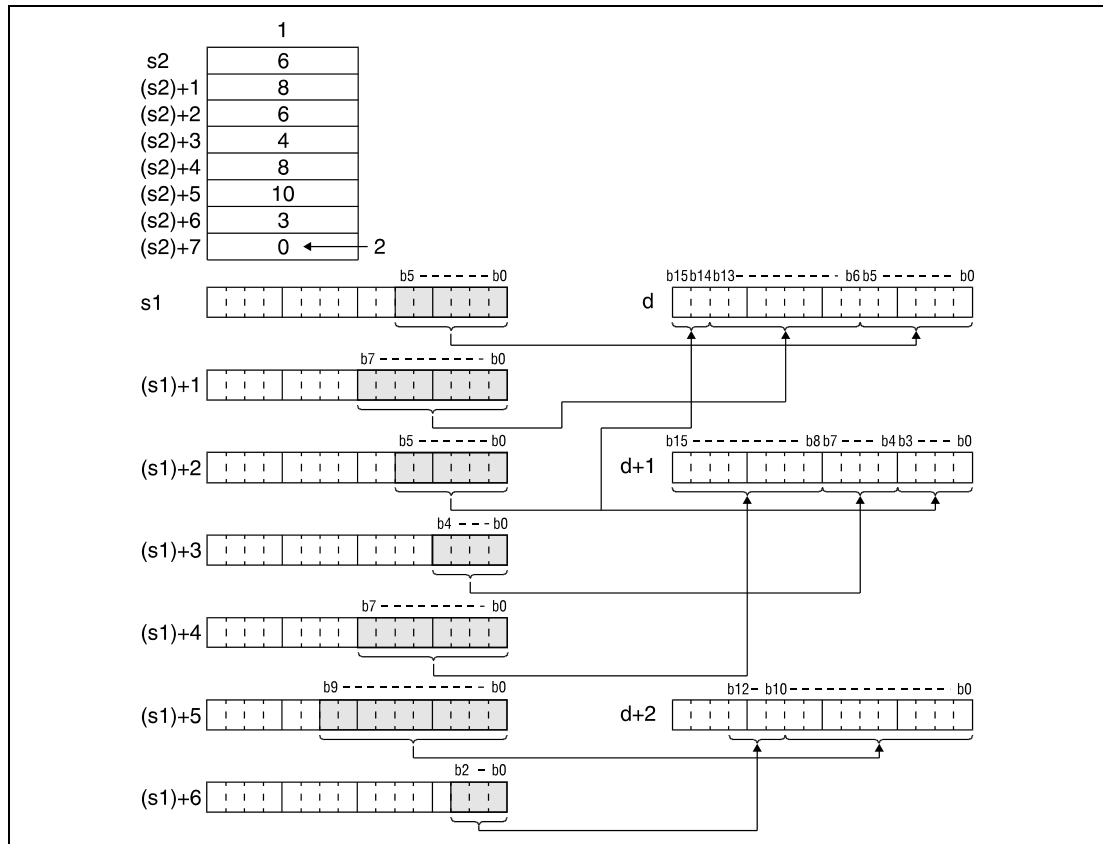 1
s2 6
(s2)+1 8
(s2)+2 6
(s2)+3 4
(s2)+4 8
(s2)+5 10
(s2)+6 3
(s2)+7 0 2
b5 b0 b15 b14 b13 b6 b5 b0
s1 d
b7 b0
(s1)+1
b5 b0 b15 b8 b7 b4 b3 b0
(s1)+2 d+1
b4 b0
(s1)+3
b7 b0
(s1)+4
b9 b0 b12 b10 b0
(s1)+5 d+2
b2 b0
(s1)+6